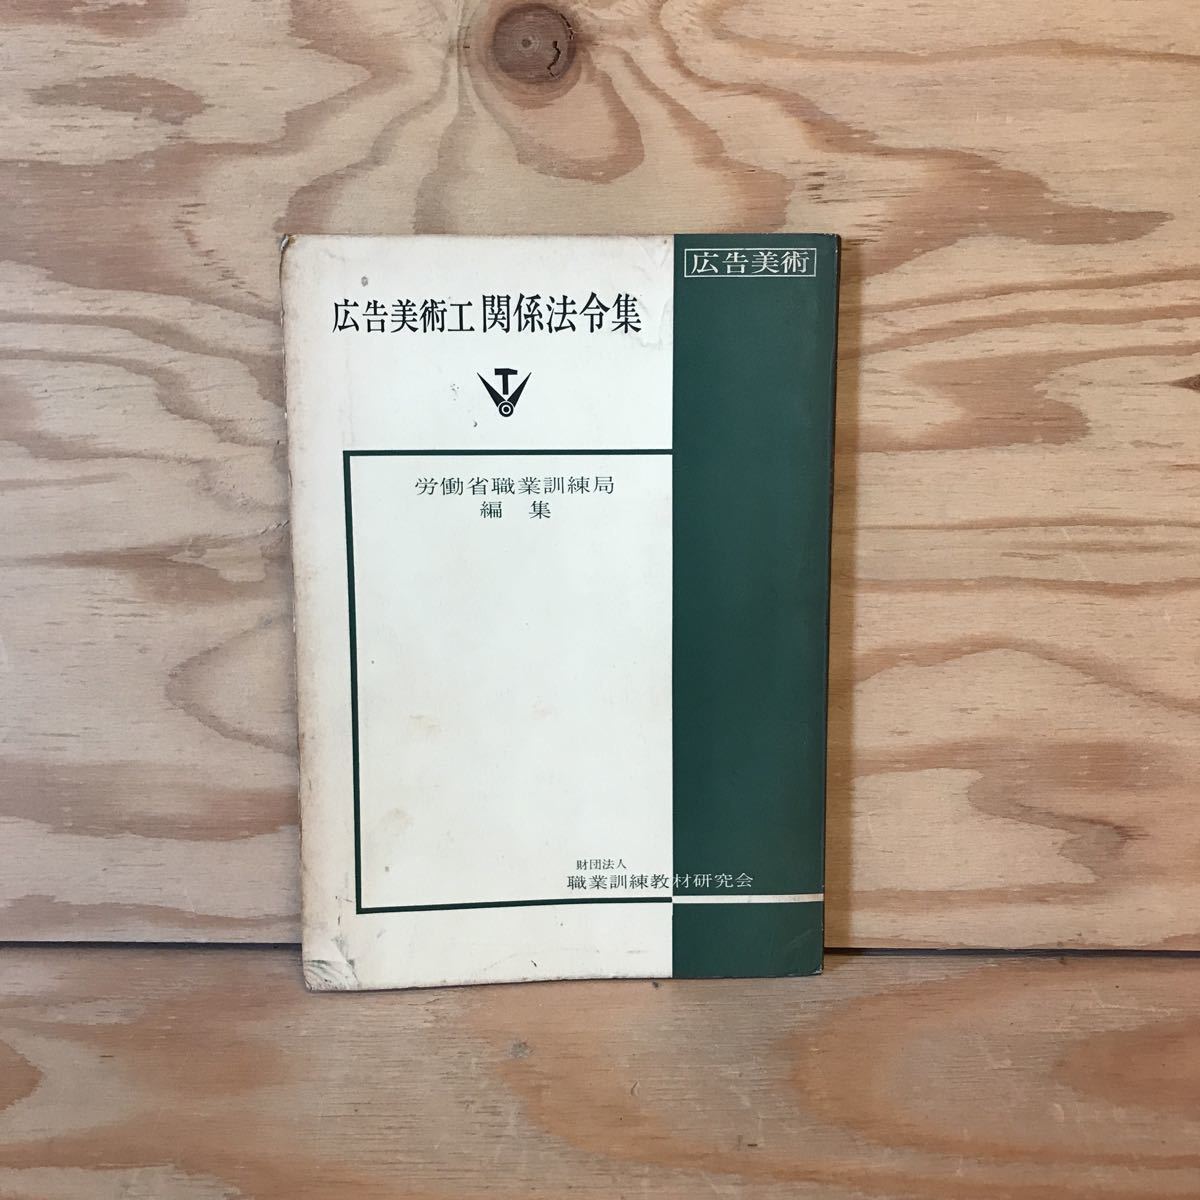 広告美術
広告美術工関係法令集
労働省職業訓練局
編 集
財団法人
職業訓練教材研究会